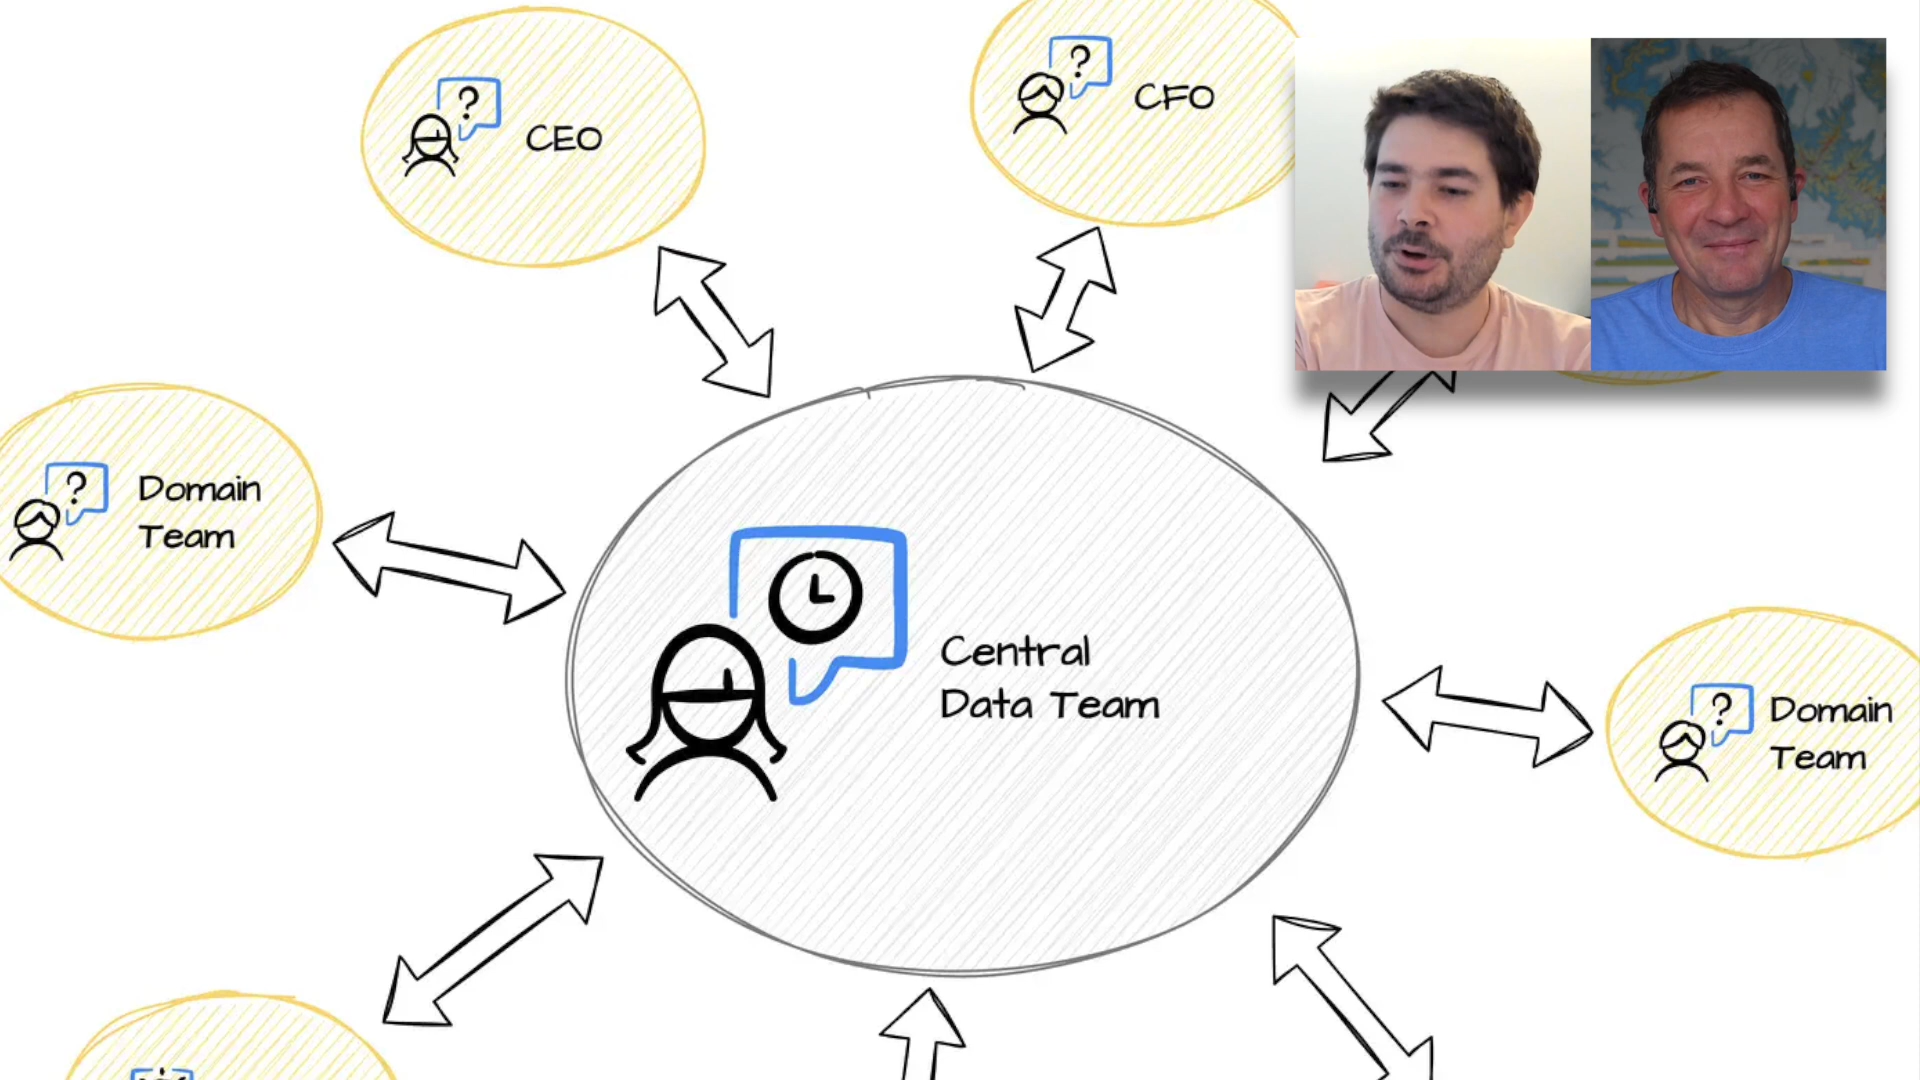 ?
CEO
?
CFO
?
Domain
Team
Central
Data Team
?
Domain
Team